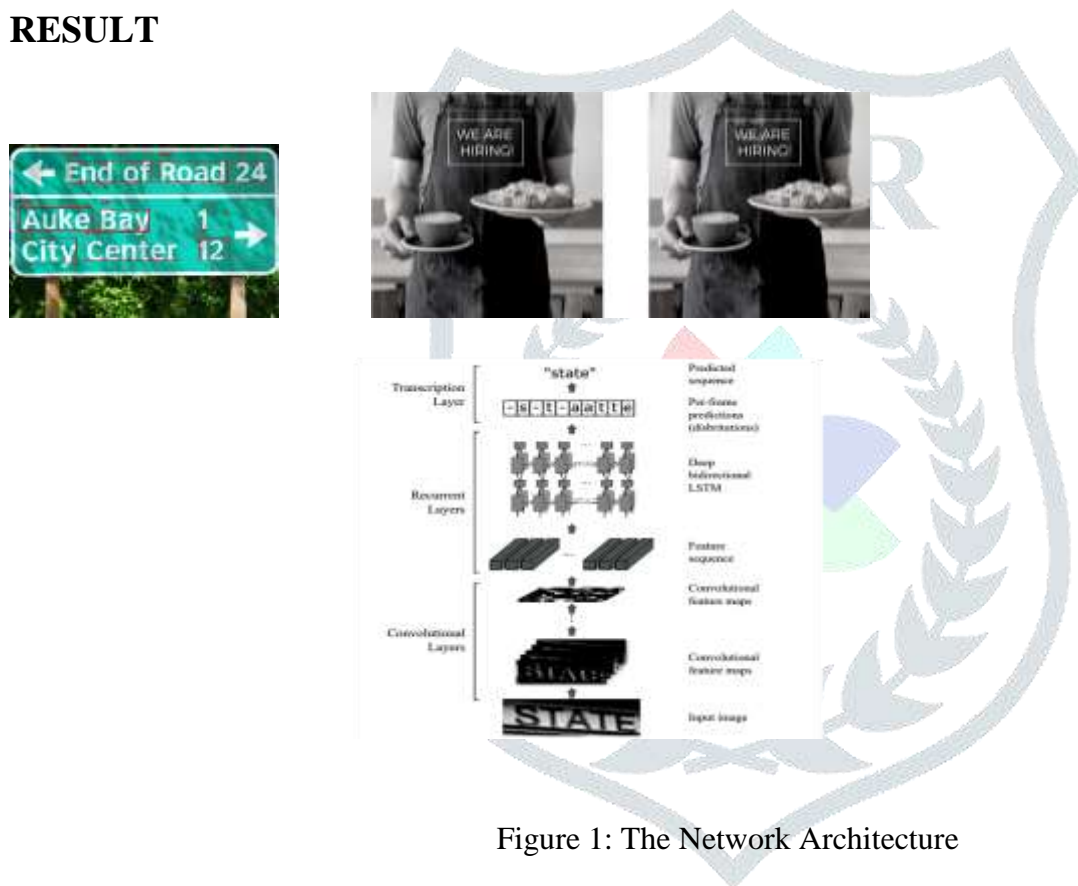 RESULT
WE ARE
HIRING!
WE ARE
HIRING!
End of Road 24
Auke Bay 1
City Center 12
"state"
Transcription
Layer
- s - t - a a t t e
Predicted
sequence
Per-frame
predictions
(disbritutions)
Recurrent
Layers
Deep
bidirectional
LSTM
Feature
sequence
Convolutional
Layers
Convolutional
feature maps
Convolutional
feature maps
STATE
STATE
Input image
Figure 1: The Network Architecture